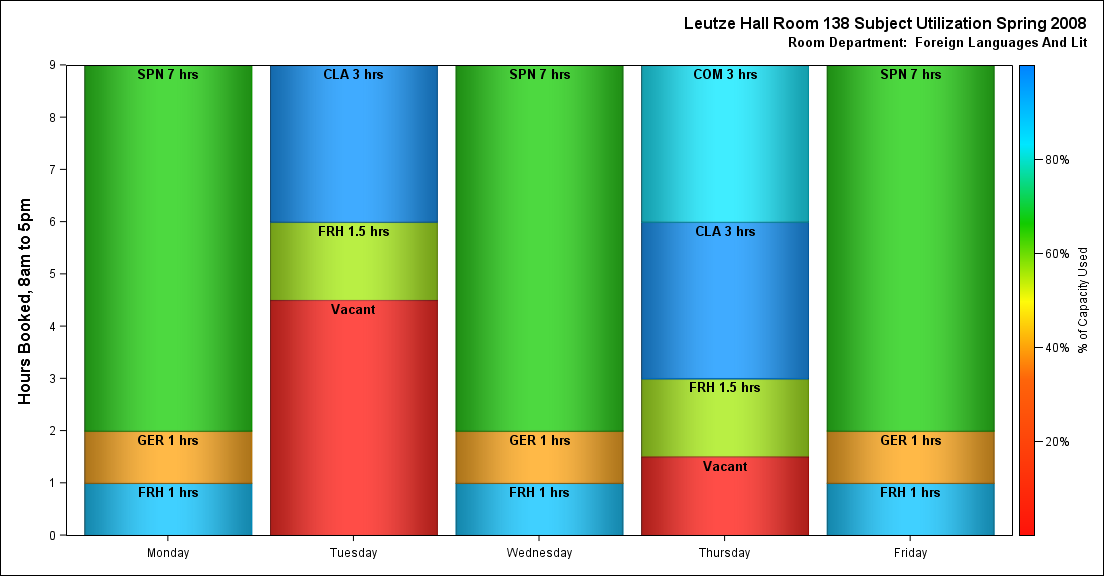 Leutze Hall Room 138 Subject Utilization Spring 2008
Room Department:  Foreign Languages And Lit
Hours Booked, 8am to 5pm
9
8
7
6
5
4
3
2
1
0
SPN 7 hrs
GER 1 hrs
FRH 1 hrs
Monday
CLA 3 hrs
FRH 1.5 hrs
Vacant
Tuesday
SPN 7 hrs
GER 1 hrs
FRH 1 hrs
Wednesday
COM 3 hrs
CLA 3 hrs
FRH 1.5 hrs
Vacant
Thursday
SPN 7 hrs
GER 1 hrs
FRH 1 hrs
Friday
80%
60%
40%
20%
% of Capacity Used